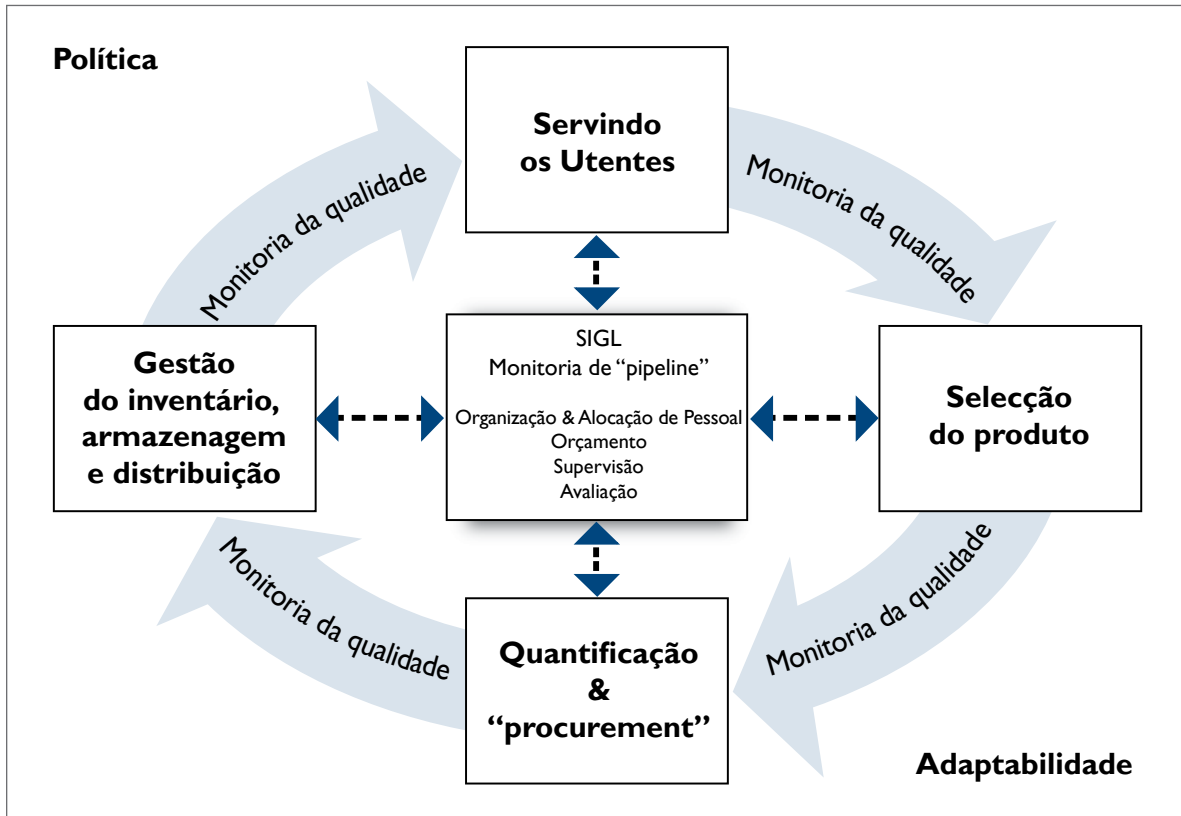 Política
Servindo
os Utentes
Monitoria da qualidade
Monitoria da qualidade
Gestão
do inventário,
armazenagem
e distribuição
SIGL
Monitoria de “pipeline”
Organização & Alocação de Pessoal
Orçamento
Supervisão
Avaliação
Selecção
do produto
Monitoria da qualidade
Monitoria da qualidade
Quantificação
&
“procurement”
Adaptabilidade